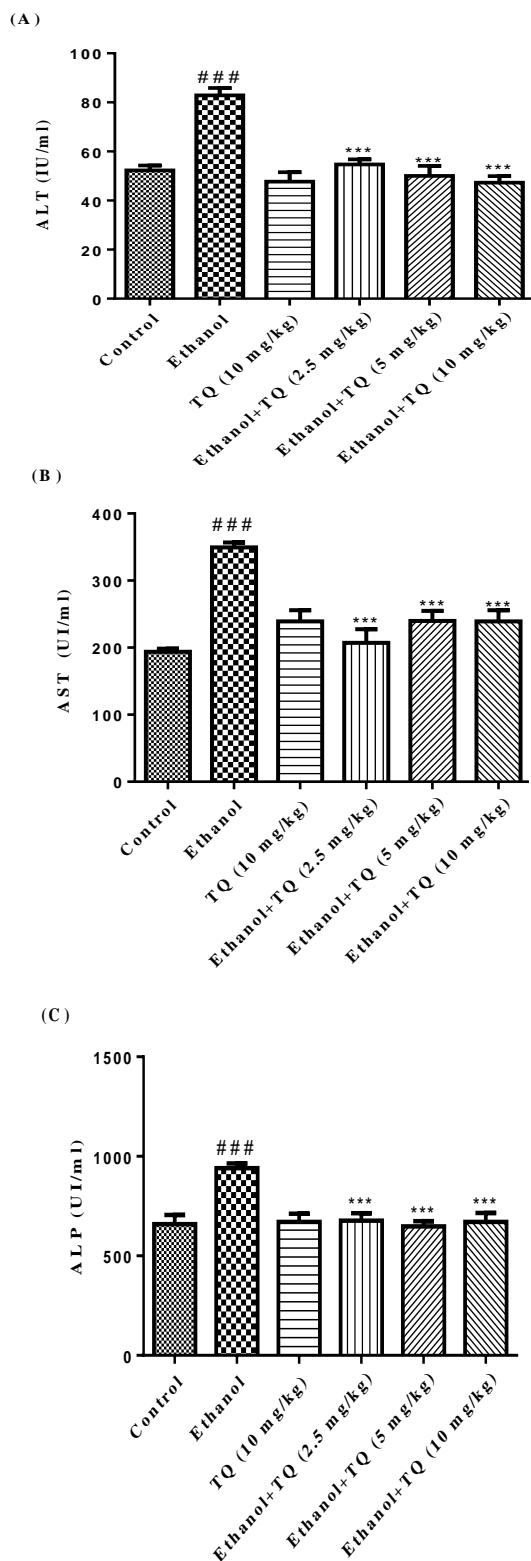 (A)
ALT (IU/ml)
100
80
60
40
20
0
###
***
***
***
Control
Ethanol
TQ (10 mg/kg)
Ethanol+TQ (2.5 mg/kg)
Ethanol+TQ (5 mg/kg)
Ethanol+TQ (10 mg/kg)
(B)
AST (UI/ml)
400
300
200
100
0
###
***
***
***
Control
Ethanol
TQ (10 mg/kg)
Ethanol+TQ (2.5 mg/kg)
Ethanol+TQ (5 mg/kg)
Ethanol+TQ (10 mg/kg)
(C)
ALP (UI/ml)
1500
1000
500
0
###
***
***
***
Control
Ethanol
TQ (10 mg/kg)
Ethanol+TQ (2.5 mg/kg)
Ethanol+TQ (5 mg/kg)
Ethanol+TQ (10 mg/kg)